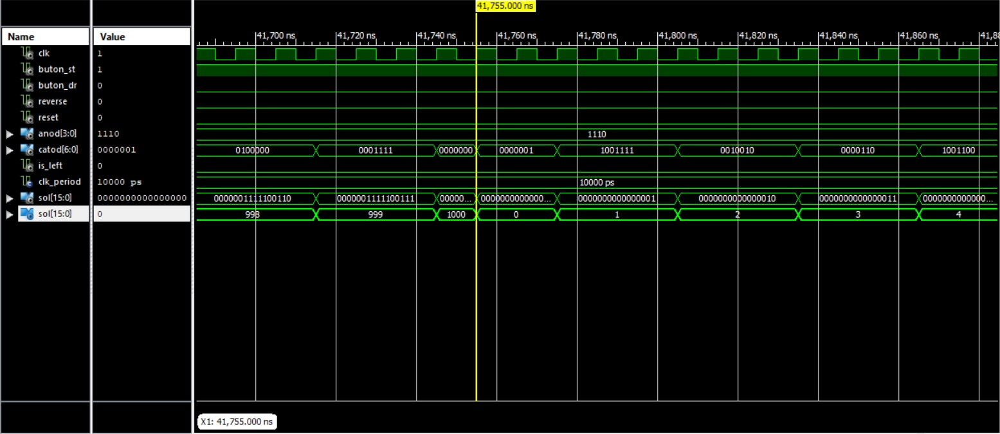 41,755.000 ns
Name Value
41,700 ns 41,720 ns 41,740 ns 41,760 ns 41,780 ns 41,800 ns 41,820 ns 41,840 ns 41,860 ns 41,88
clk 1
buton_st 1
buton_dr 0
reverse 0
reset 0
anod[3:0] 1110 1110
catod[6:0] 0000001 0100000 0001111 0000000 0000001 1001111 0010010 0000110 1001100
is_left 0
clk_period 10000 ps 10000 ps
sol[15:0] 0000000000000000 0000001111100110 0000001111100111 00000... 0000000000000... 0000000000000001 0000000000000010 0000000000000011 0000000000000...
sol[15:0] 0 998 999 1000 0 1 2 3 4
X1: 41,755.000 ns